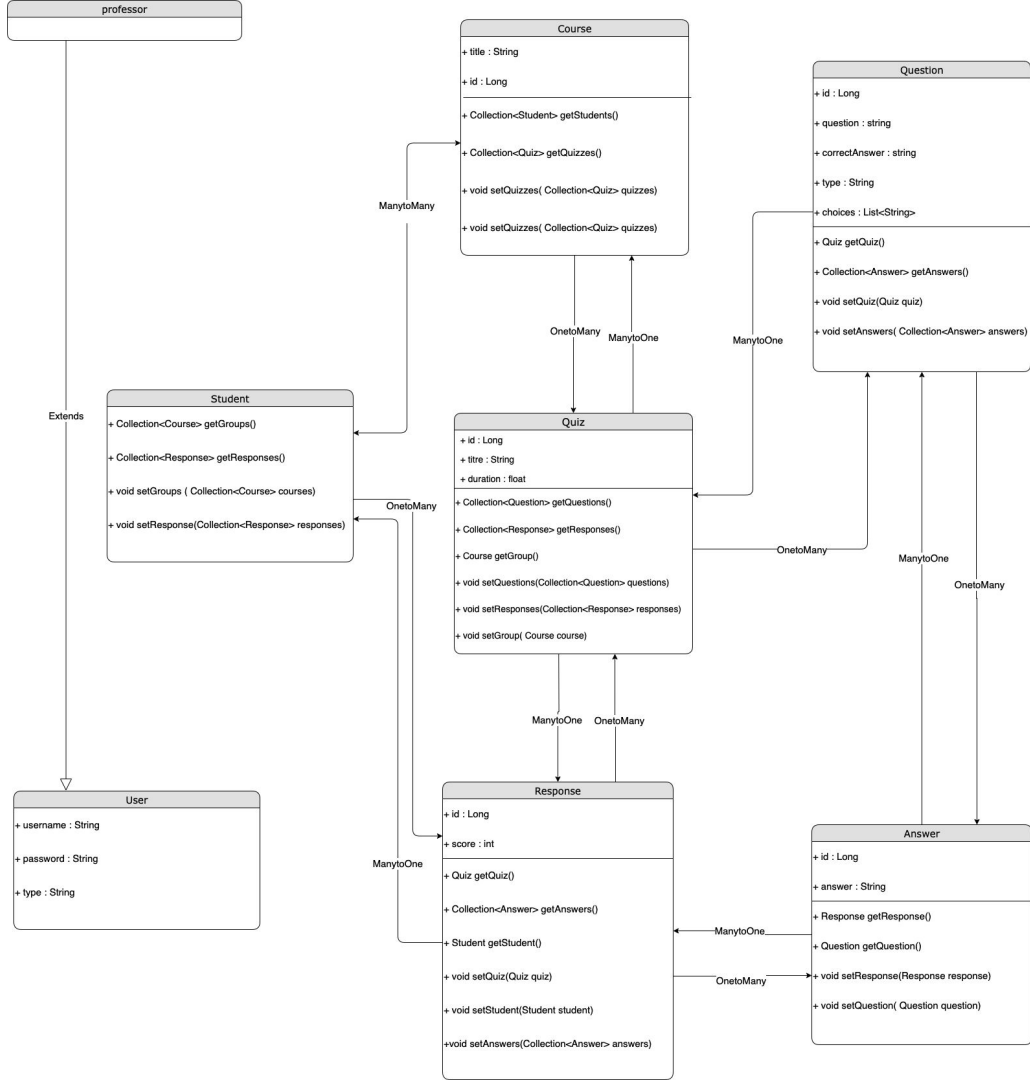 professor
Course
+ title : String
+ id : Long
+ Collection<Student> getStudents()
+ Collection<Quiz> getQuizzes()
+ void setQuizzes( Collection<Quiz> quizzes)
+ void setQuizzes( Collection<Quiz> quizzes)
Question
+ id : Long
+ question : string
+ correctAnswer : string
+ type : String
+ choices : List<String>
+ Quiz getQuiz()
+ Collection<Answer> getAnswers()
+ void setQuiz(Quiz quiz)
+ void setAnswers( Collection<Answer> answers)
ManytoMany
OnetoMany
ManytoOne
ManytoOne
Extends
Student
+ Collection<Course> getGroups()
+ Collection<Response> getResponses()
+ void setGroups ( Collection<Course> courses)
+ void setResponse(Collection<Response> responses)
OnetoMany
Quiz
+ id : Long
+ titre : String
+ duration : float
+ Collection<Question> getQuestions()
+ Collection<Response> getResponses()
+ Course getGroup()
+ void setQuestions(Collection<Question> questions)
+ void setResponses(Collection<Response> responses)
+ void setGroup( Course course)
OnetoMany
ManytoOne
OnetoMany
ManytoOne
OnetoMany
User
+ username : String
+ password : String
+ type : String
ManytoOne
Response
+ id : Long
+ score : int
+ Quiz getQuiz()
+ Collection<Answer> getAnswers()
+ Student getStudent()
+ void setQuiz(Quiz quiz)
+ void setStudent(Student student)
+void setAnswers(Collection<Answer> answers)
ManytoOne
OnetoMany
Answer
+ id : Long
+ answer : String
+ Response getResponse()
+ Question getQuestion()
+ void setResponse(Response response)
+ void setQuestion( Question question)